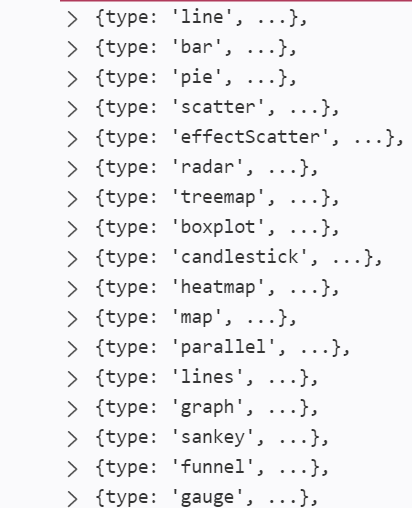 > {type: 'line', ...},
> {type: 'bar', ...},
> {type: 'pie', ...},
> {type: 'scatter', ...},
> {type: 'effectScatter', ...},
> {type: 'radar', ...},
> {type: 'treemap', ...},
> {type: 'boxplot', ...},
> {type: 'candlestick', ...},
> {type: 'heatmap', ...},
> {type: 'map', ...},
> {type: 'parallel', ...},
> {type: 'lines', ...},
> {type: 'graph', ...},
> {type: 'sankey', ...},
> {type: 'funnel', ...},
> {type: 'gauge', ...},